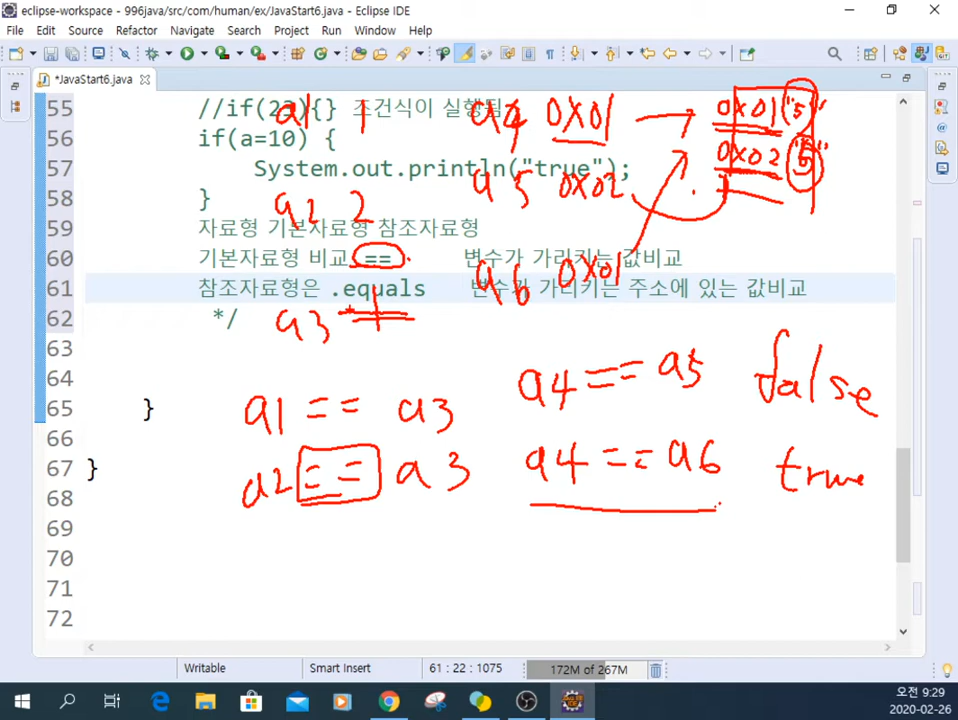 eclipse-workspace - 996java/src/com/human/ex/JavaStart6.java - Eclipse IDE
File Edit Source Refactor Navigate Search Project Run Window Help
*JavaStart6.java
55 //if(23){} 조건식이 실행됨
a1 1 a4 0x01 0x01 "5"
56 if(a=10) {
0x02
57 System.out.println("true");
a5 0x02
58 }
a2 2
59 자료형 기본자료형 참조자료형
60 기본자료형 비교 == 변수가 가리키는 값비교
a6 0x01
61 참조자료형은 .equals 변수가 가리키는 주소에 있는 값비교
62 */
a3 1
63
64
a4 == a5 false
65 }
a1 == a3
66
67 }
a4 == a6 true
a2 == a3
68
69
70
71
72
Writable Smart Insert 61 : 22 : 1075 172M of 267M
오전 9:29
2020-02-26